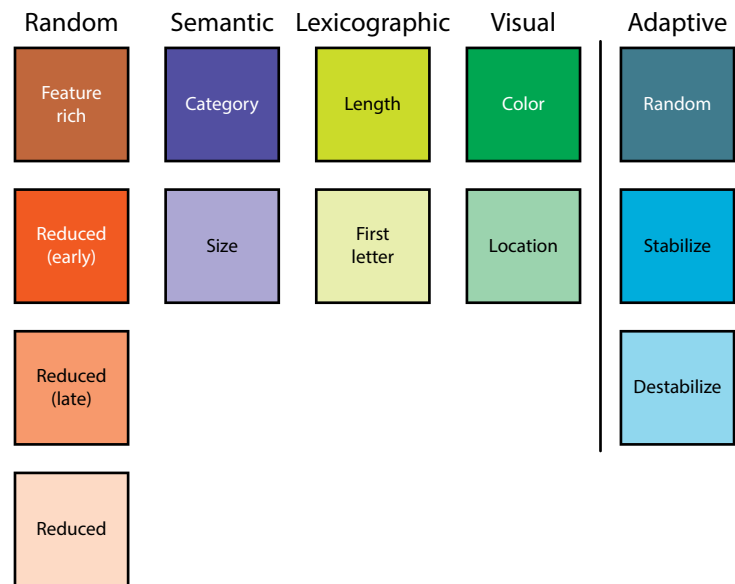 Random Semantic Lexicographic Visual Adaptive
Feature
rich
Category
Length
Color
Random
Reduced
(early)
Size
First
letter
Location
Stabilize
Reduced
(late)
Destabilize
Reduced